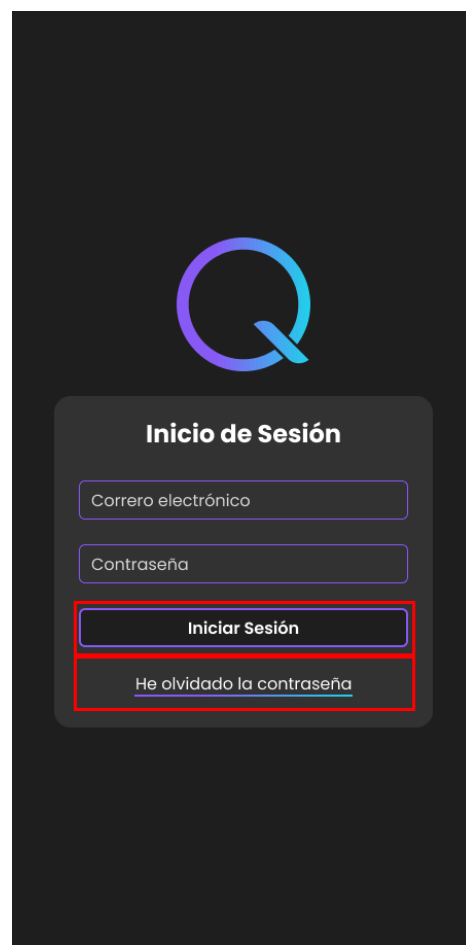 Inicio de Sesión
Correro electrónico
Contraseña
Iniciar Sesión
He olvidado la contraseña